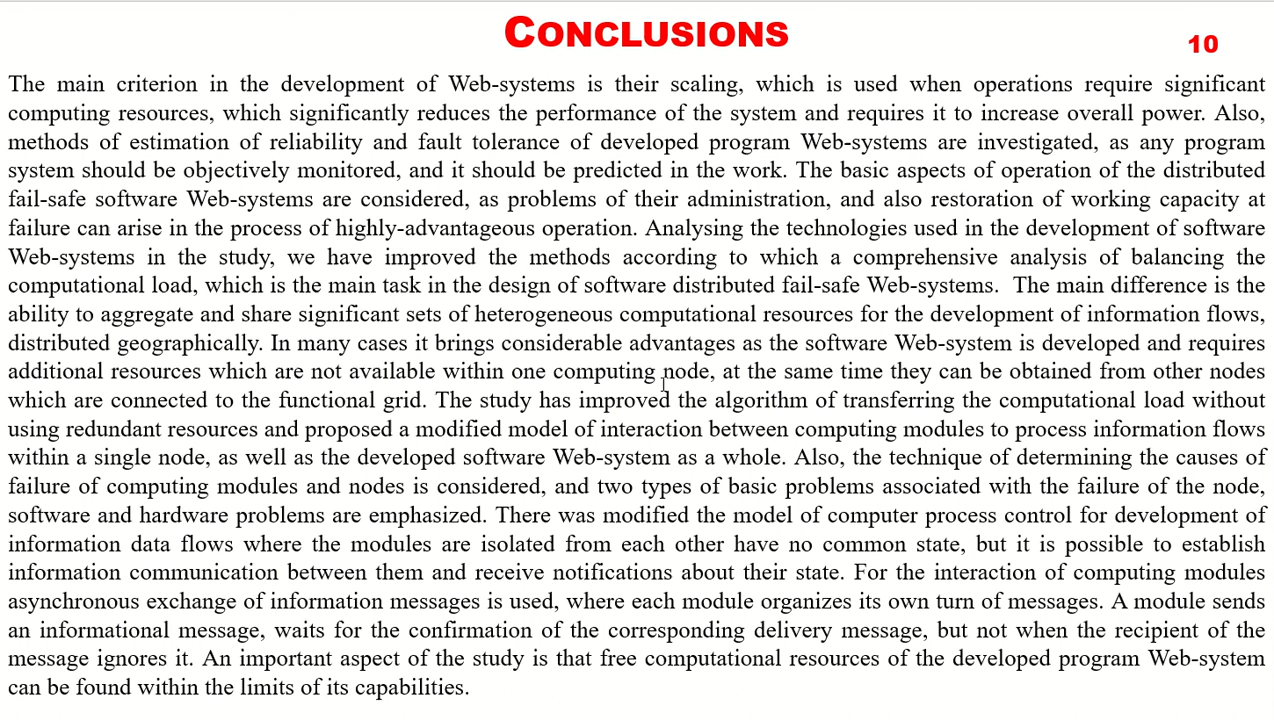 CONCLUSIONS
10
The main criterion in the development of Web-systems is their scaling, which is used when operations require significant
computing resources, which significantly reduces the performance of the system and requires it to increase overall power. Also,
methods of estimation of reliability and fault tolerance of developed program Web-systems are investigated, as any program
system should be objectively monitored, and it should be predicted in the work. The basic aspects of operation of the distributed
fail-safe software Web-systems are considered, as problems of their administration, and also restoration of working capacity at
failure can arise in the process of highly-advantageous operation. Analysing the technologies used in the development of software
Web-systems in the study, we have improved the methods according to which a comprehensive analysis of balancing the
computational load, which is the main task in the design of software distributed fail-safe Web-systems. The main difference is the
ability to aggregate and share significant sets of heterogeneous computational resources for the development of information flows,
distributed geographically. In many cases it brings considerable advantages as the software Web-system is developed and requires
additional resources which are not available within one computing node, at the same time they can be obtained from other nodes
which are connected to the functional grid. The study has improved the algorithm of transferring the computational load without
using redundant resources and proposed a modified model of interaction between computing modules to process information flows
within a single node, as well as the developed software Web-system as a whole. Also, the technique of determining the causes of
failure of computing modules and nodes is considered, and two types of basic problems associated with the failure of the node,
software and hardware problems are emphasized. There was modified the model of computer process control for development of
information data flows where the modules are isolated from each other have no common state, but it is possible to establish
information communication between them and receive notifications about their state. For the interaction of computing modules
asynchronous exchange of information messages is used, where each module organizes its own turn of messages. A module sends
an informational message, waits for the confirmation of the corresponding delivery message, but not when the recipient of the
message ignores it. An important aspect of the study is that free computational resources of the developed program Web-system
can be found within the limits of its capabilities.